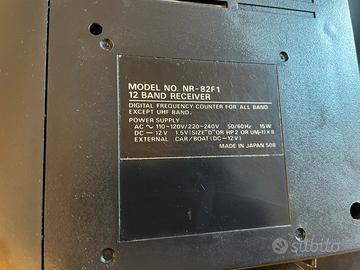 MODEL NO. NR-82F1
12 BAND RECEIVER
DIGITAL FREQUENCY COUNTER FOR ALL BAND
EXCEPT UHF BAND.
POWER SUPPLY:
AC ~ 110-120V/220-240V 50/60Hz 15W
DC — 12V 1.5V(SIZE"D"OR HP2 OR UM-1) × 8
EXTERNAL CAR/BOAT(DC-12V)
MADE IN JAPAN 508
subito